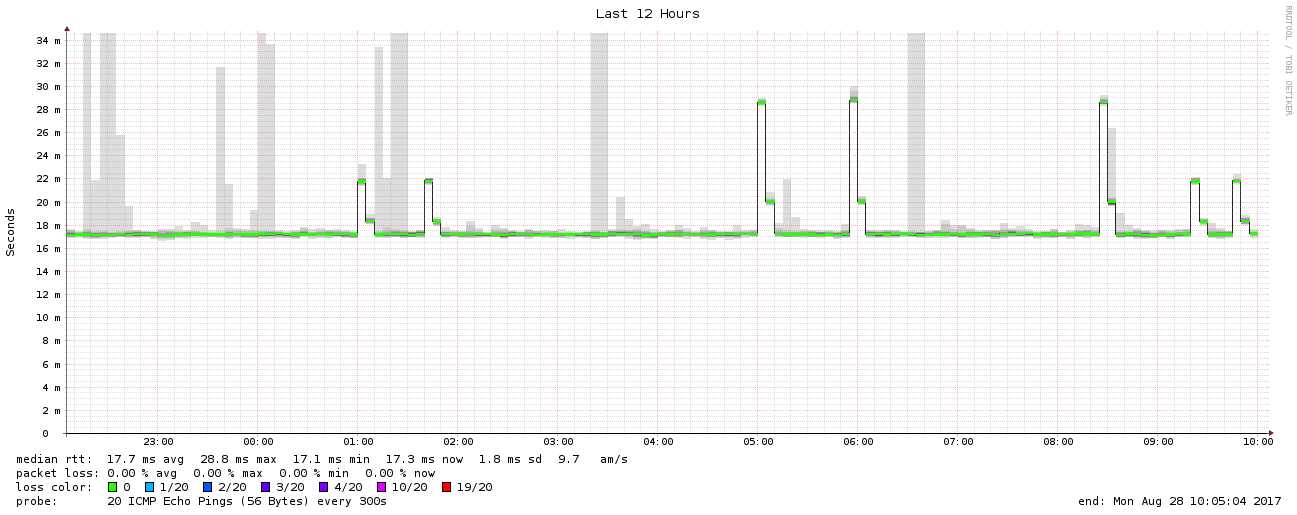 Last 12 Hours
RRDTOOL / TOBI OETIKER
Seconds
34 m
32 m
30 m
28 m
26 m
24 m
22 m
20 m
18 m
16 m
14 m
12 m
10 m
8 m
6 m
4 m
2 m
0
23:00 00:00 01:00 02:00 03:00 04:00 05:00 06:00 07:00 08:00 09:00 10:00
median rtt: 17.7 ms avg 28.8 ms max 17.1 ms min 17.3 ms now 1.8 ms sd 9.7 am/s
packet loss: 0.00 % avg 0.00 % max 0.00 % min 0.00 % now
loss color: 0 1/20 2/20 3/20 4/20 10/20 19/20
probe: 20 ICMP Echo Pings (56 Bytes) every 300s end: Mon Aug 28 10:05:04 2017